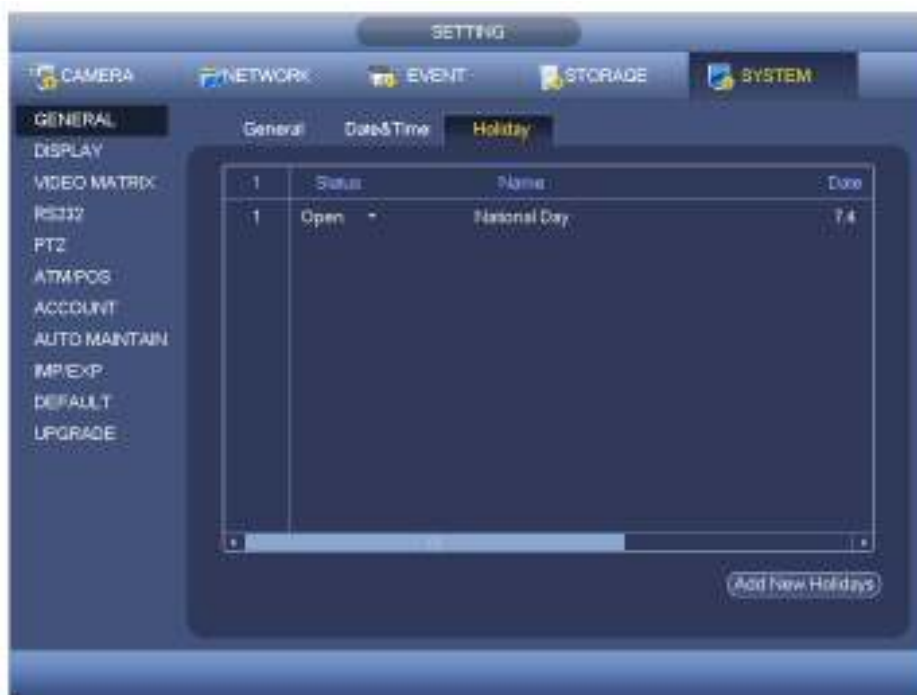 SETTING
CAMERA NETWORK EVENT STORAGE SYSTEM
GENERAL
DISPLAY
VIDEO MATRIX
RS232
PTZ
ATM/POS
ACCOUNT
AUTO MAINTAIN
IMP/EXP
DEFAULT
UPGRADE
General Date&Time Holiday
1 Status Name Date
1 Open National Day 7.4
Add New Holidays